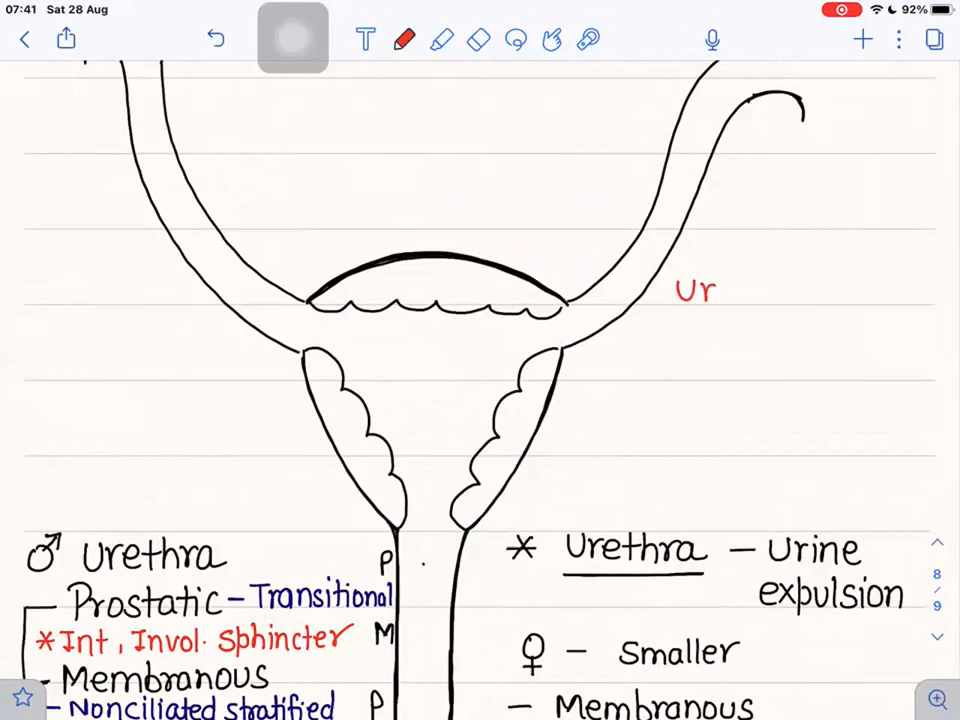 07:41 Sat 28 Aug
92%
T
Ur
♂ Urethra
P
* Urethra – Urine
expulsion
Prostatic – Transitional
* Int, Invol. Sphincter
M
♀ – Smaller
– Membranous
– Nonciliated stratified
P
– Membranous
8
/
9